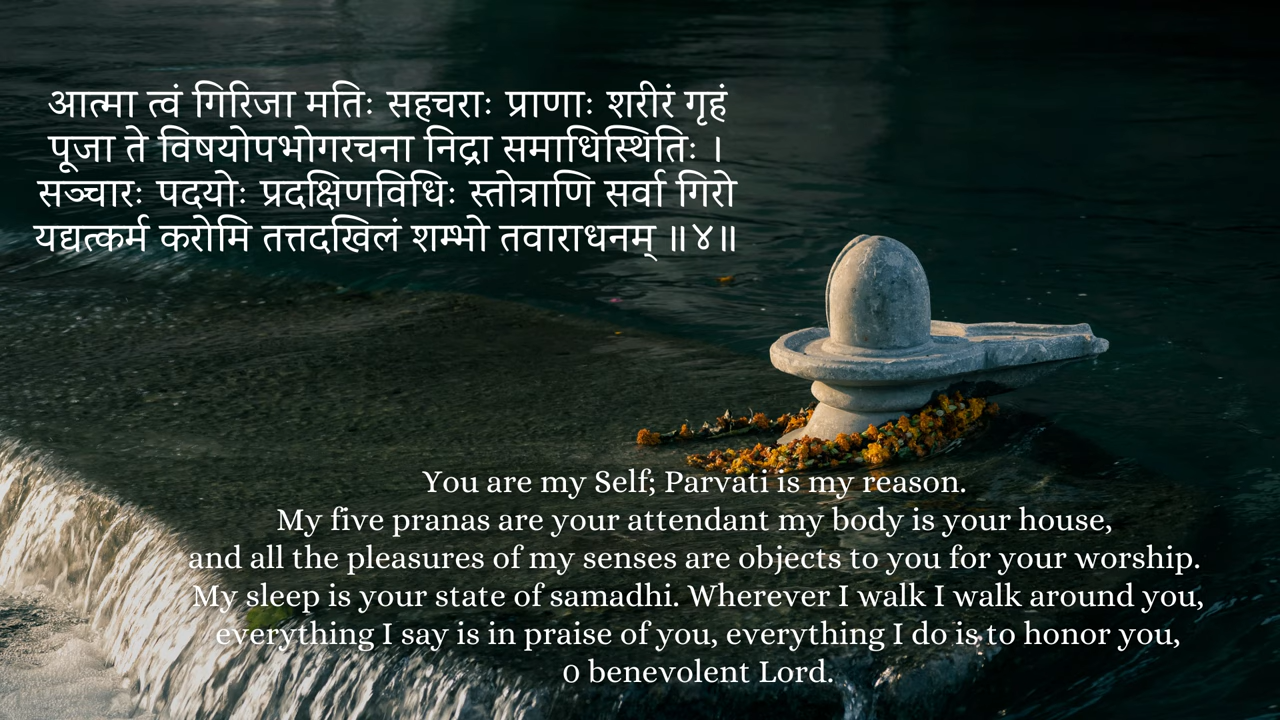 आत्मा त्वं गिरिजा मतिः सहचराः प्राणाः शरीरं गृहं
पूजा ते विषयोपभोगरचना निद्रा समाधिस्थितिः ।
सञ्चारः पदयोः प्रदक्षिणविधिः स्तोत्राणि सर्वा गिरो
यद्यत्कर्म करोमि तत्तदखिलं शम्भो तवाराधनम् ॥४॥
You are my Self; Parvati is my reason.
My five pranas are your attendant my body is your house,
and all the pleasures of my senses are objects to you for your worship.
My sleep is your state of samadhi. Wherever I walk I walk around you,
everything I say is in praise of you, everything I do is to honor you,
0 benevolent Lord.